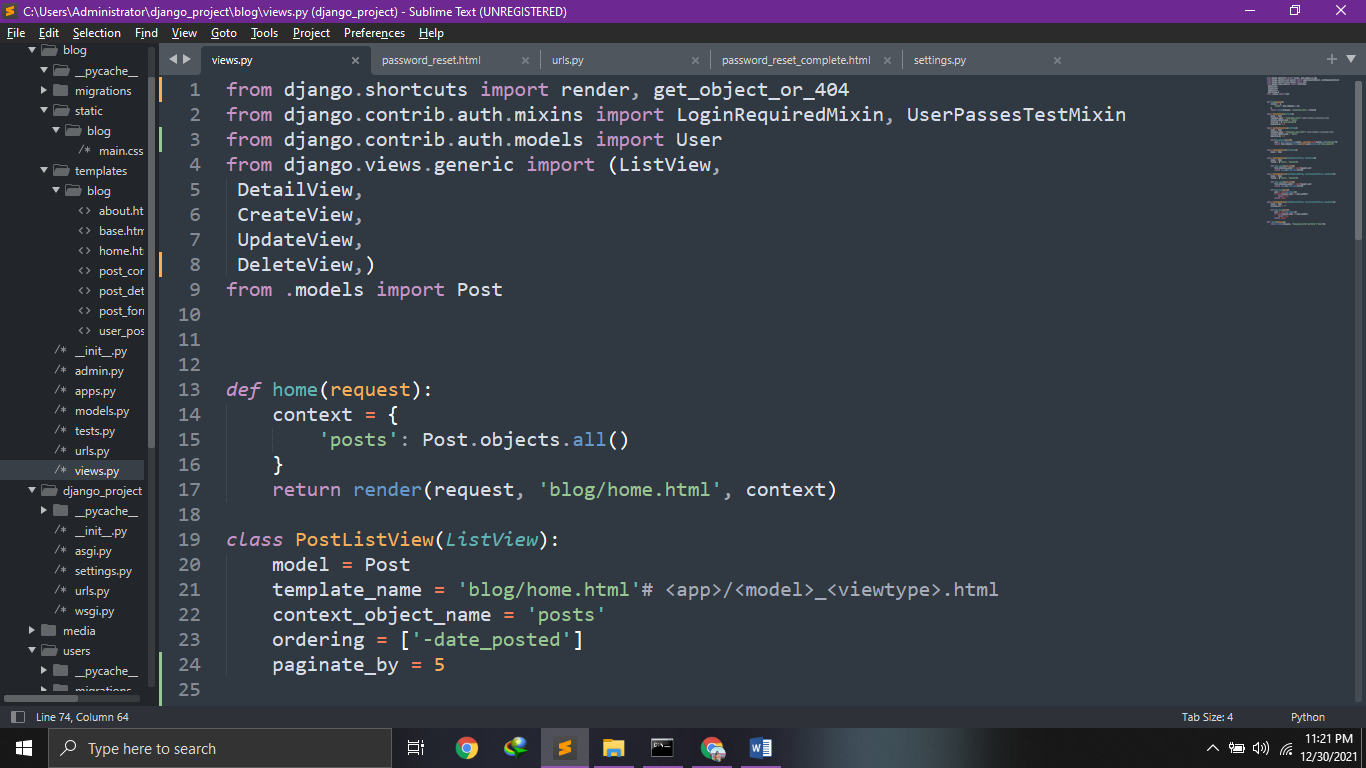 C:\Users\Administrator\django_project\blog\views.py (django_project) - Sublime Text (UNREGISTERED)
File Edit Selection Find View Goto Tools Project Preferences Help
blog
__pycache__
migrations
static
blog
/* main.css
templates
blog
<> about.ht
<> base.htm
<> home.ht
<> post_cor
<> post_det
<> post_for
<> user_pos
/* __init__.py
/* admin.py
/* apps.py
/* models.py
/* tests.py
/* urls.py
/* views.py
django_project
__pycache__
/* __init__.py
/* asgi.py
/* settings.py
/* urls.py
/* wsgi.py
media
users
__pycache__
migrations
views.py × password_reset.html × urls.py × password_reset_complete.html × settings.py ×
1 from django.shortcuts import render, get_object_or_404
2 from django.contrib.auth.mixins import LoginRequiredMixin, UserPassesTestMixin
3 from django.contrib.auth.models import User
4 from django.views.generic import (ListView,
5  DetailView,
6  CreateView,
7  UpdateView,
8  DeleteView,)
9 from .models import Post
10
11
12
13 def home(request):
14     context = {
15         'posts': Post.objects.all()
16     }
17     return render(request, 'blog/home.html', context)
18
19 class PostListView(ListView):
20     model = Post
21     template_name = 'blog/home.html'# <app>/<model>_<viewtype>.html
22     context_object_name = 'posts'
23     ordering = ['-date_posted']
24     paginate_by = 5
25
Line 74, Column 64 Tab Size: 4 Python
Type here to search
11:21 PM
12/30/2021